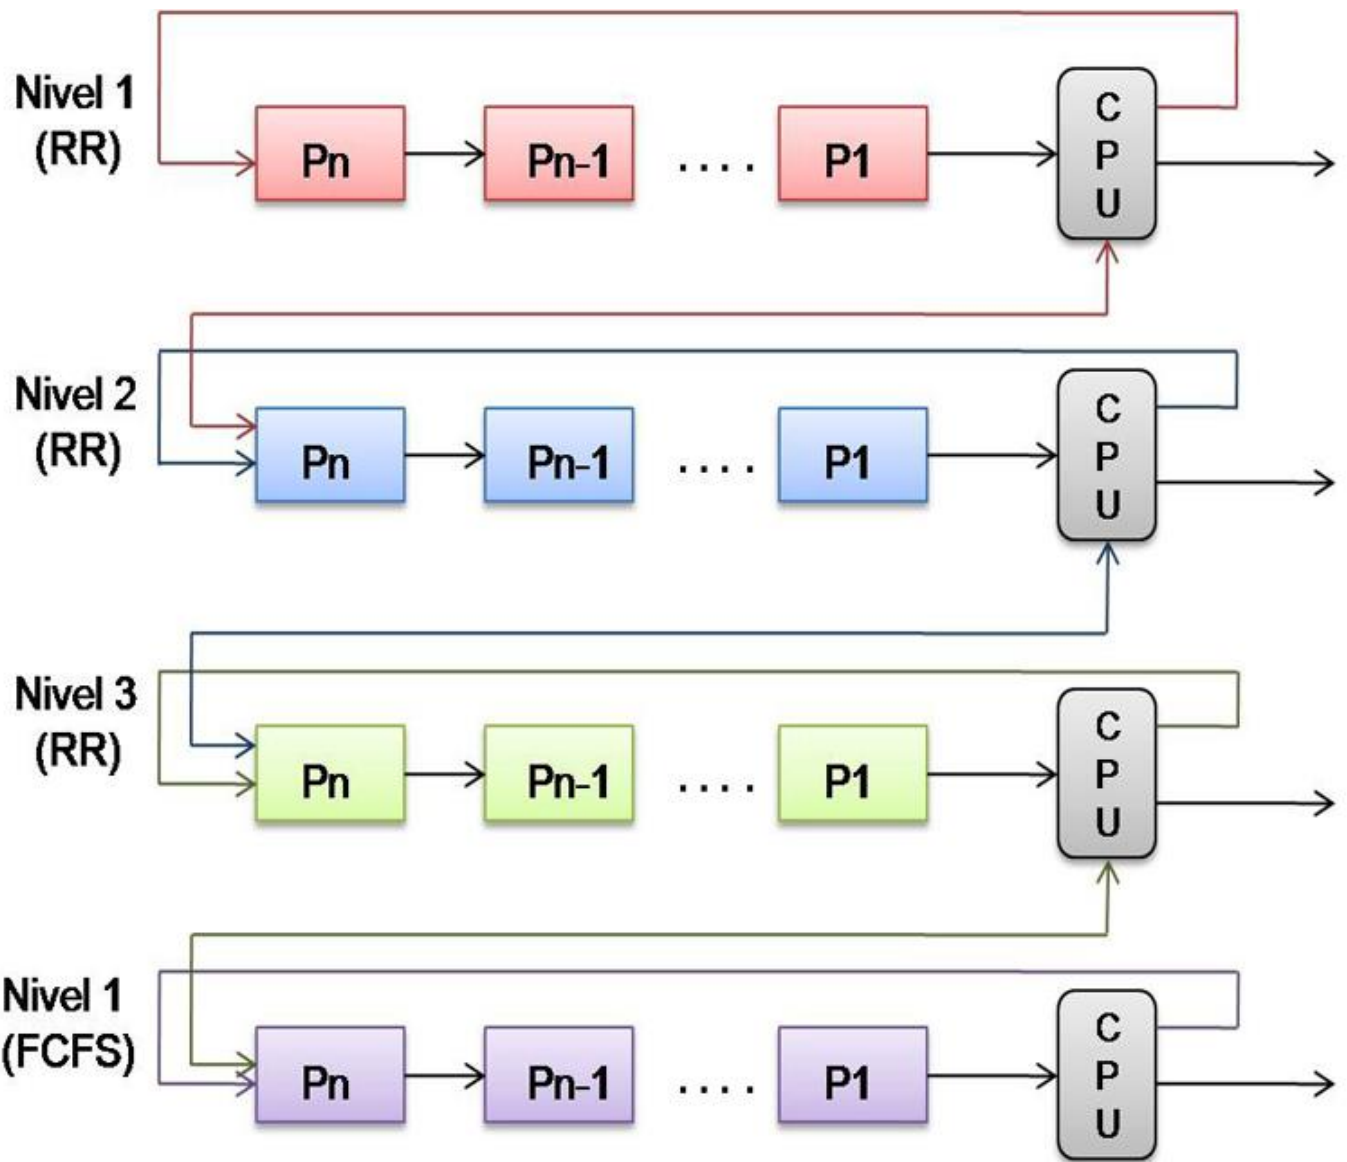 Nivel 1
(RR)
Pn
Pn-1
....
P1
C
P
U
Nivel 2
(RR)
Pn
Pn-1
....
P1
C
P
U
Nivel 3
(RR)
Pn
Pn-1
....
P1
C
P
U
Nivel 1
(FCFS)
Pn
Pn-1
....
P1
C
P
U